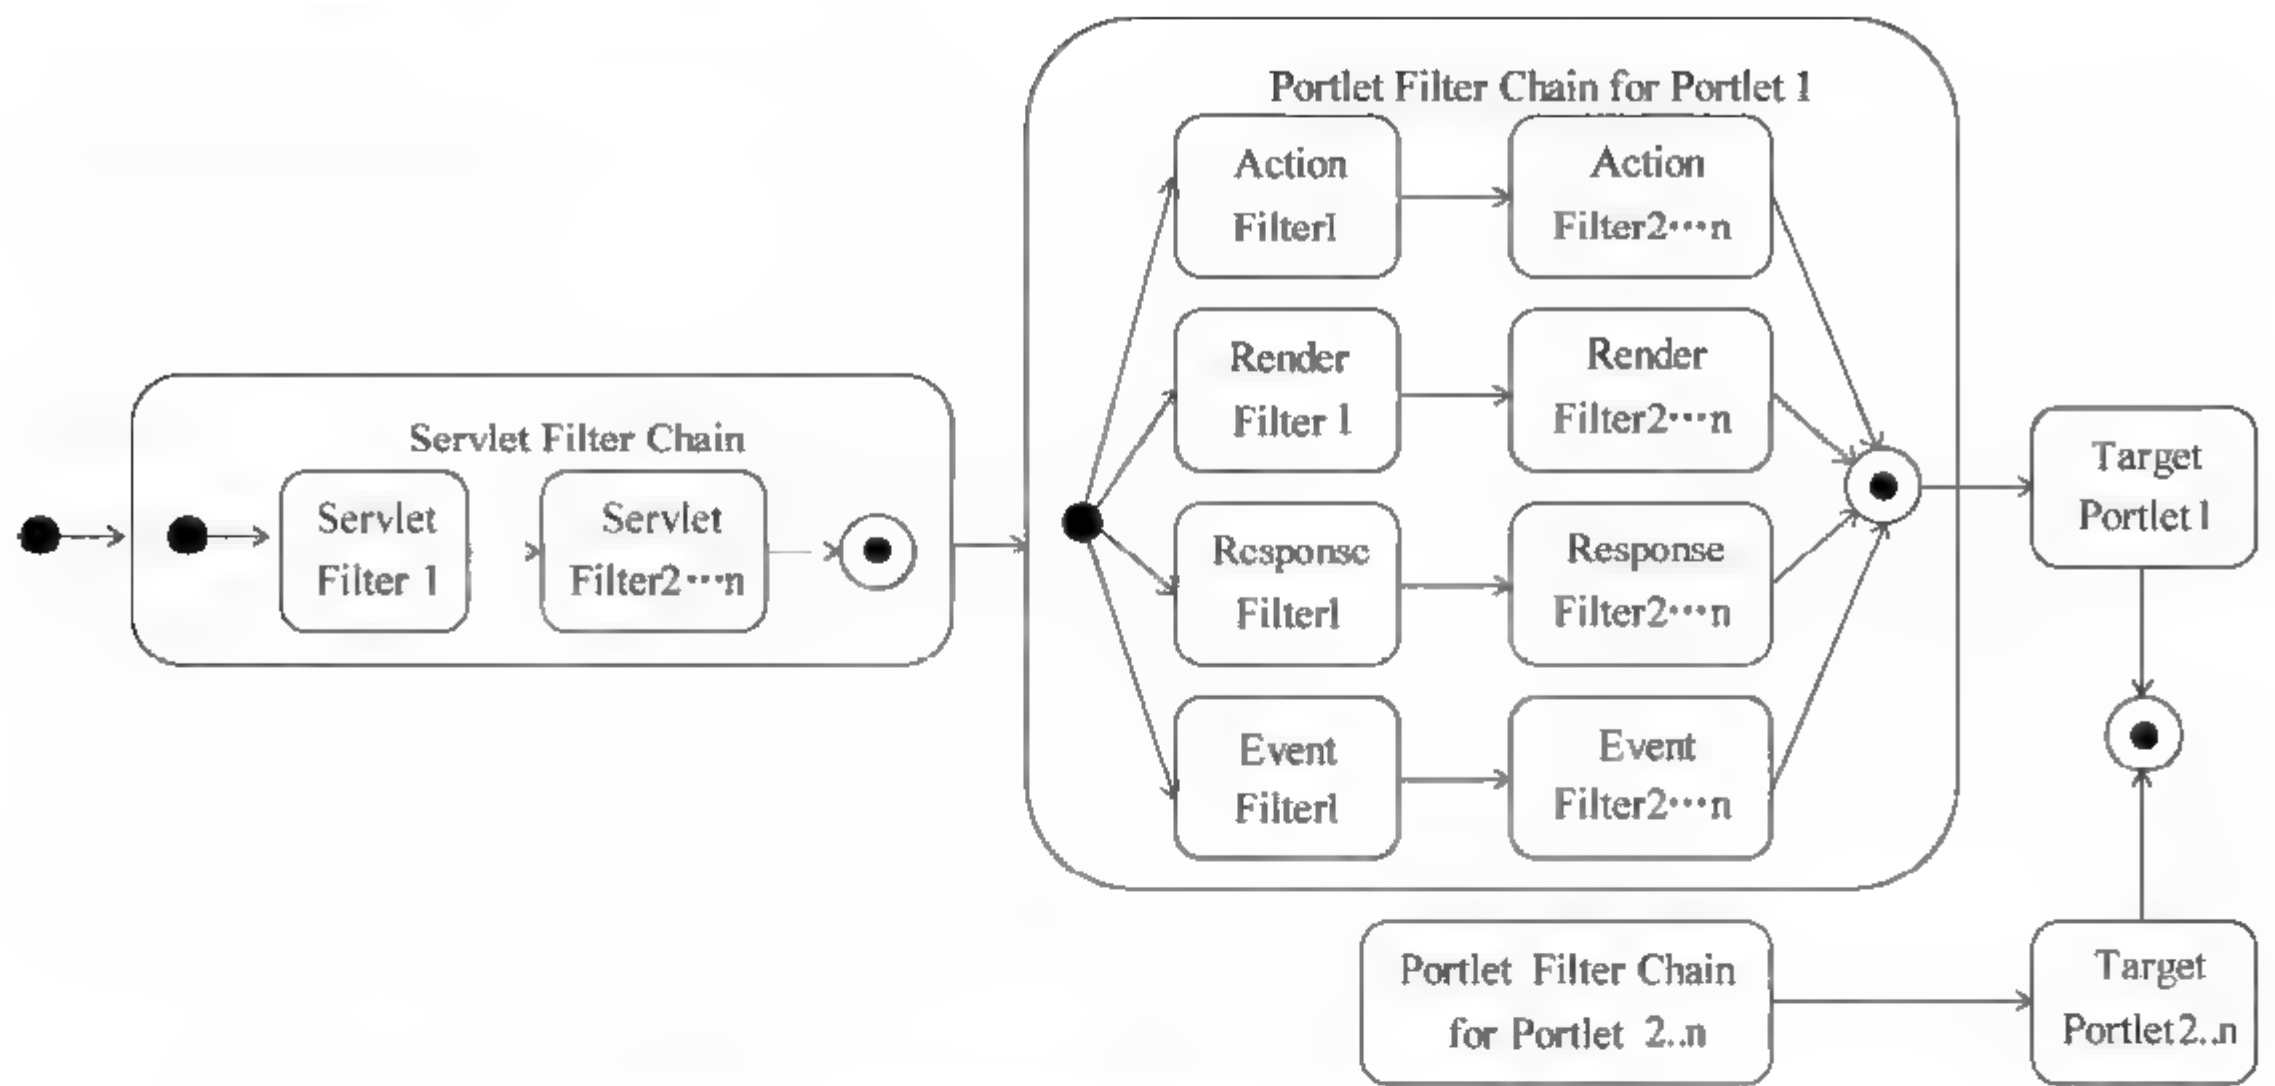 Portlet Filter Chain for Portlet 1
Action
Filter1
Action
Filter2···n
Render
Filter 1
Render
Filter2···n
Servlet Filter Chain
Servlet
Filter 1
Servlet
Filter2···n
Response
Filter1
Response
Filter2···n
Event
Filter1
Event
Filter2···n
Target
Portlet1
Portlet Filter Chain
for Portlet 2..n
Target
Portlet2..n